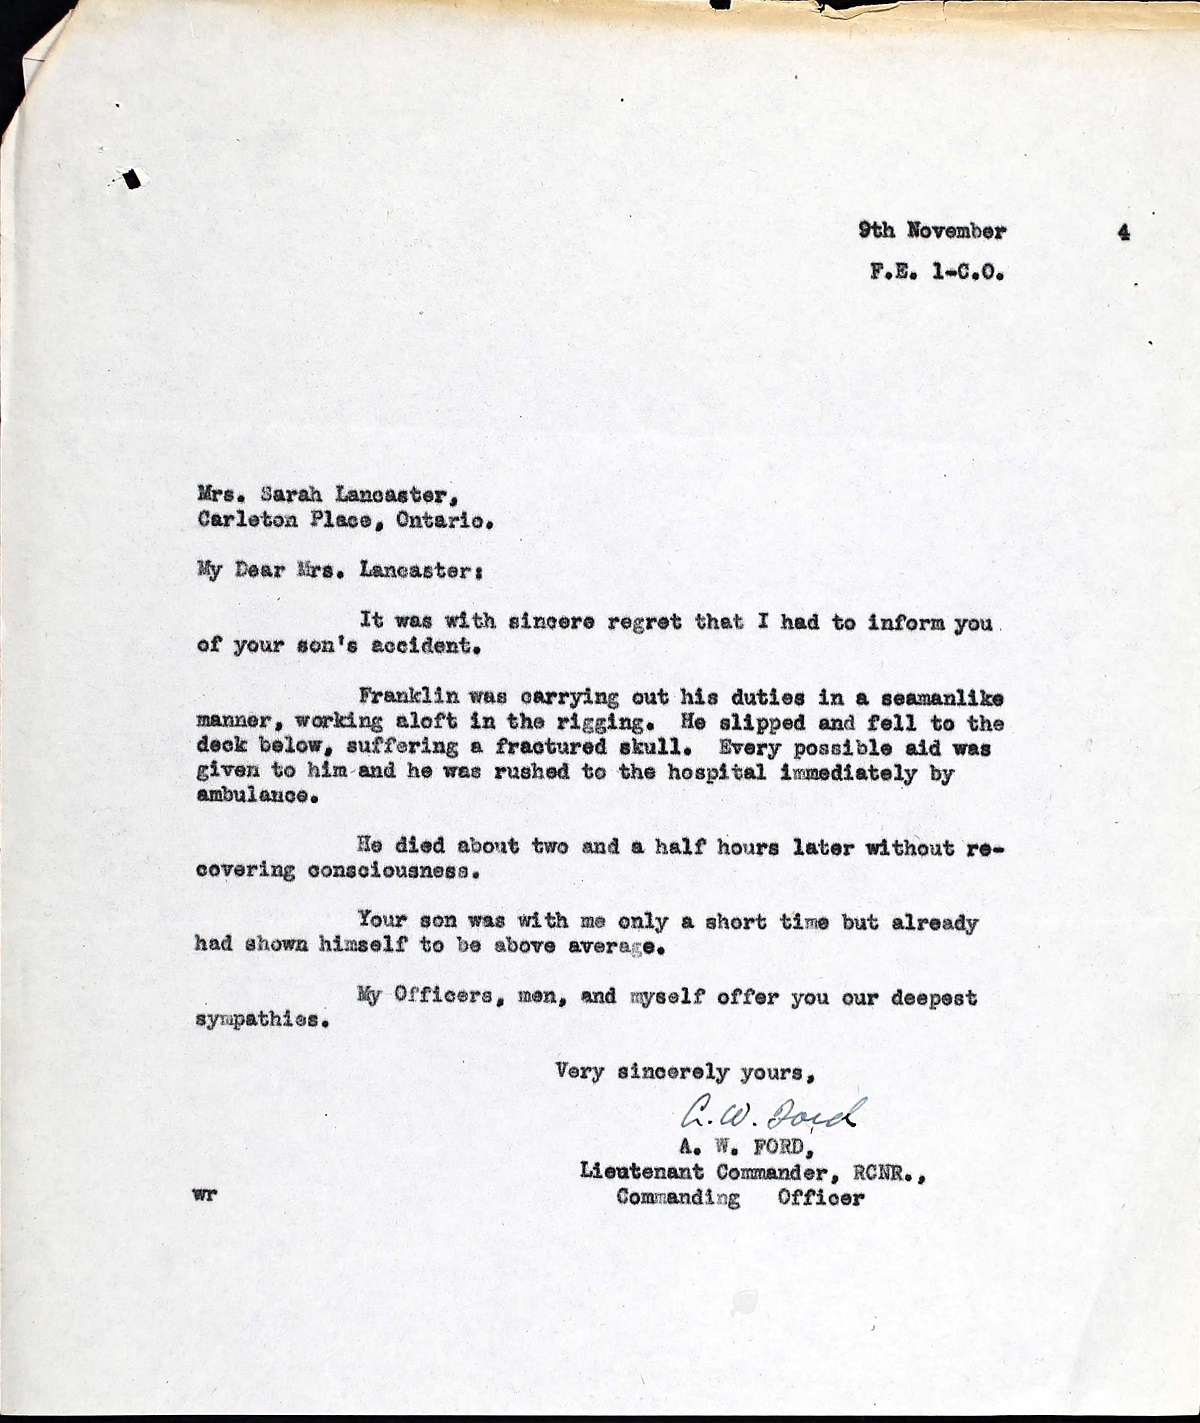 9th November 4
F.E. 1-C.O.
Mrs. Sarah Lancaster,
Carleton Place, Ontario.
My Dear Mrs. Lancaster:
It was with sincere regret that I had to inform you
of your son's accident.
Franklin was carrying out his duties in a seamanlike
manner, working aloft in the rigging. He slipped and fell to the
deck below, suffering a fractured skull. Every possible aid was
given to him and he was rushed to the hospital immediately by
ambulance.
He died about two and a half hours later without re-
covering consciousness.
Your son was with me only a short time but already
had shown himself to be above average.
My Officers, men, and myself offer you our deepest
sympathies.
Very sincerely yours,
A.W. Ford
A. W. FORD,
Lieutenant Commander, RCNR.,
wr
Commanding Officer